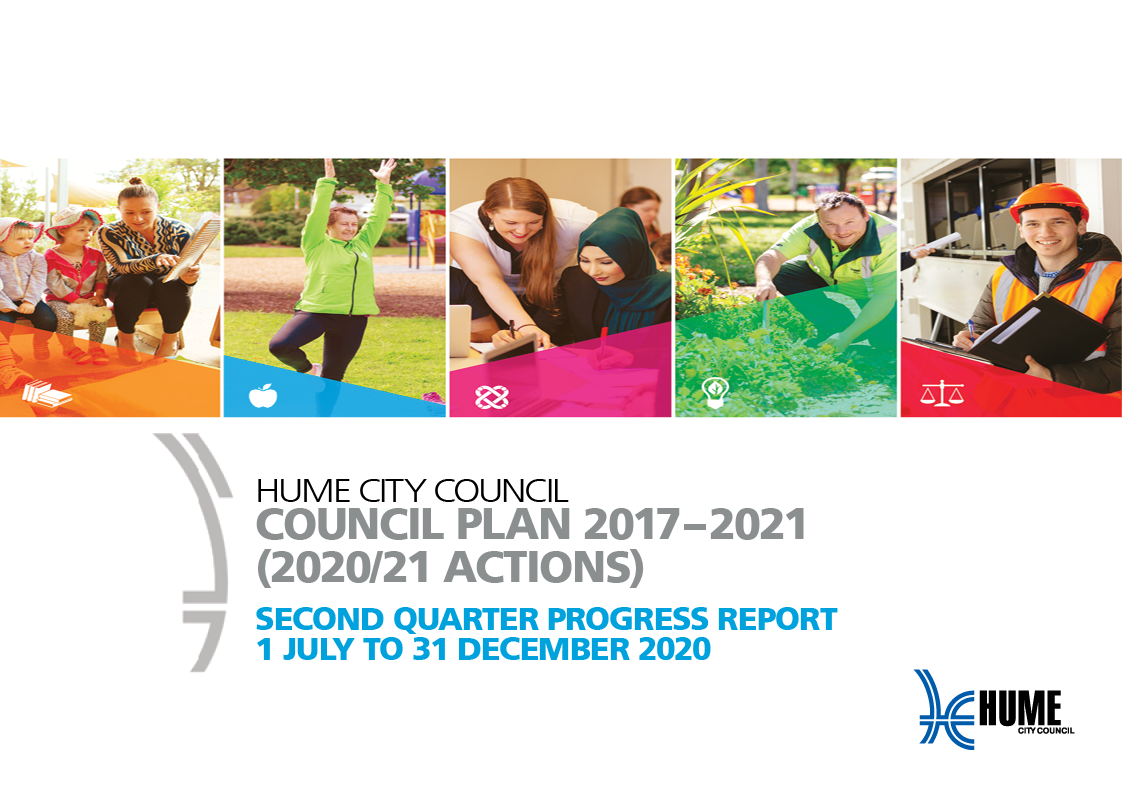 HUME CITY COUNCIL
COUNCIL PLAN 2017–2021
(2020/21 ACTIONS)
SECOND QUARTER PROGRESS REPORT
1 JULY TO 31 DECEMBER 2020
HUME
CITY COUNCIL